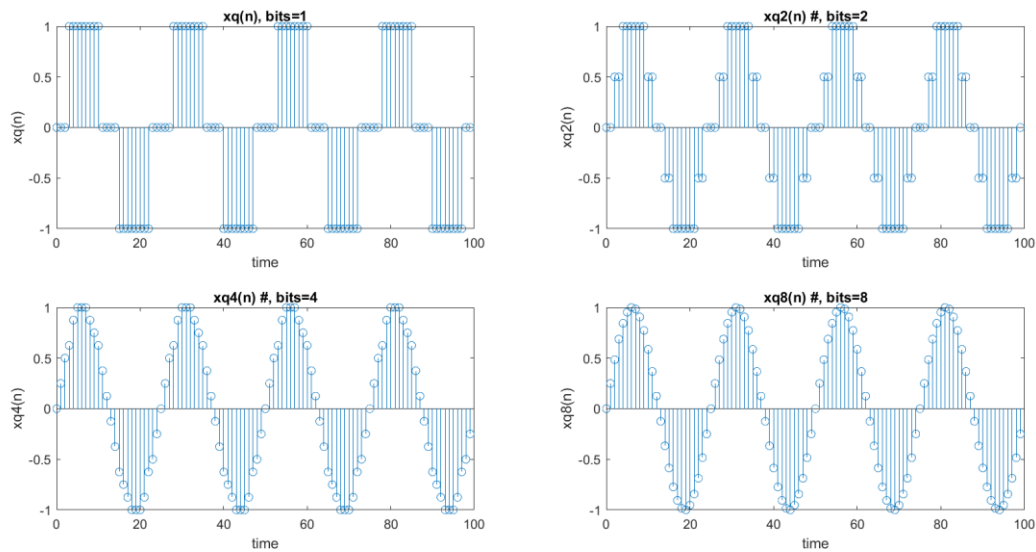 xq(n), bits=1
1
0.5
0
-0.5
-1
xq(n)
0 20 40 60 80 100
time
xq2(n) #, bits=2
1
0.5
0
-0.5
-1
xq2(n)
0 20 40 60 80 100
time
xq4(n) #, bits=4
1
0.5
0
-0.5
-1
xq4(n)
0 20 40 60 80 100
time
xq8(n) #, bits=8
1
0.5
0
-0.5
-1
xq8(n)
0 20 40 60 80 100
time